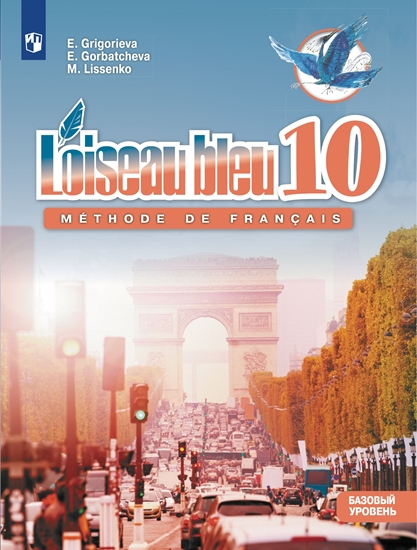 E. Grigorieva
E. Gorbatcheva
M. Lissenko
L'oiseau bleu 10
MÉTHODE DE FRANÇAIS
БАЗОВЫЙ
УРОВЕНЬ